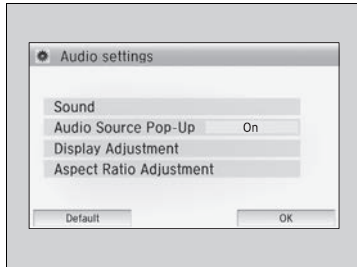 Audio settings
Sound
Audio Source Pop-Up On
Display Adjustment
Aspect Ratio Adjustment
Default OK